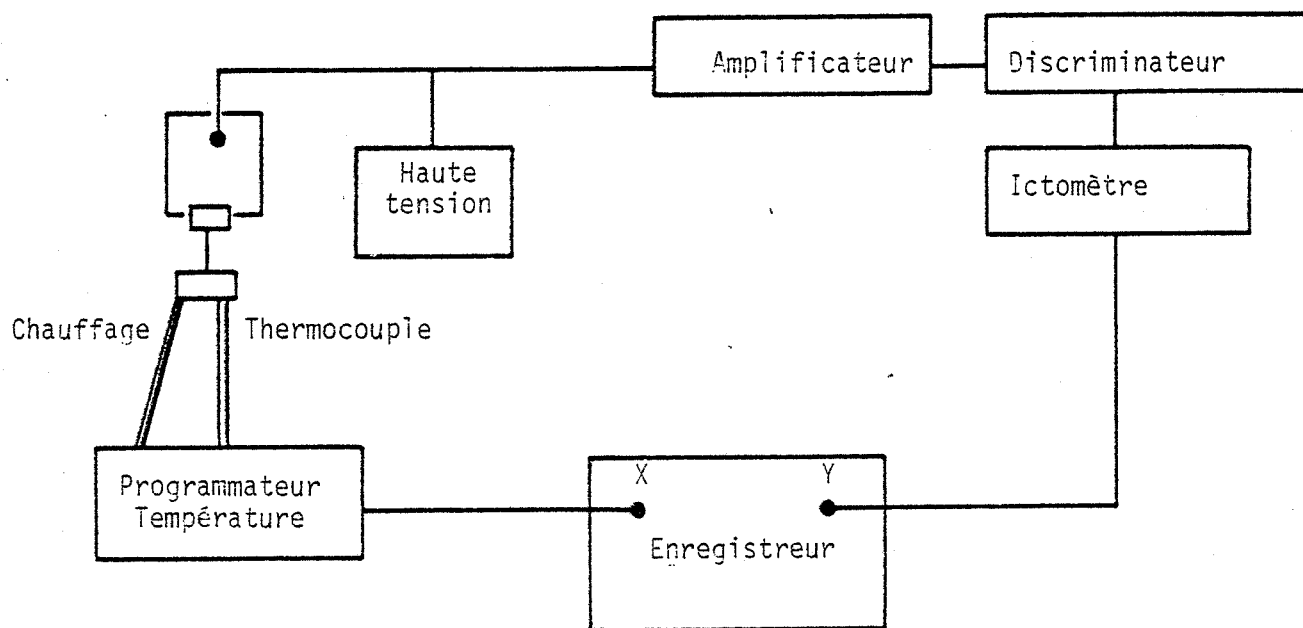 Amplificateur
Discriminateur
Haute
tension
Ictomètre
Chauffage
Thermocouple
Programmateur
Température
X
Y
Enregistreur